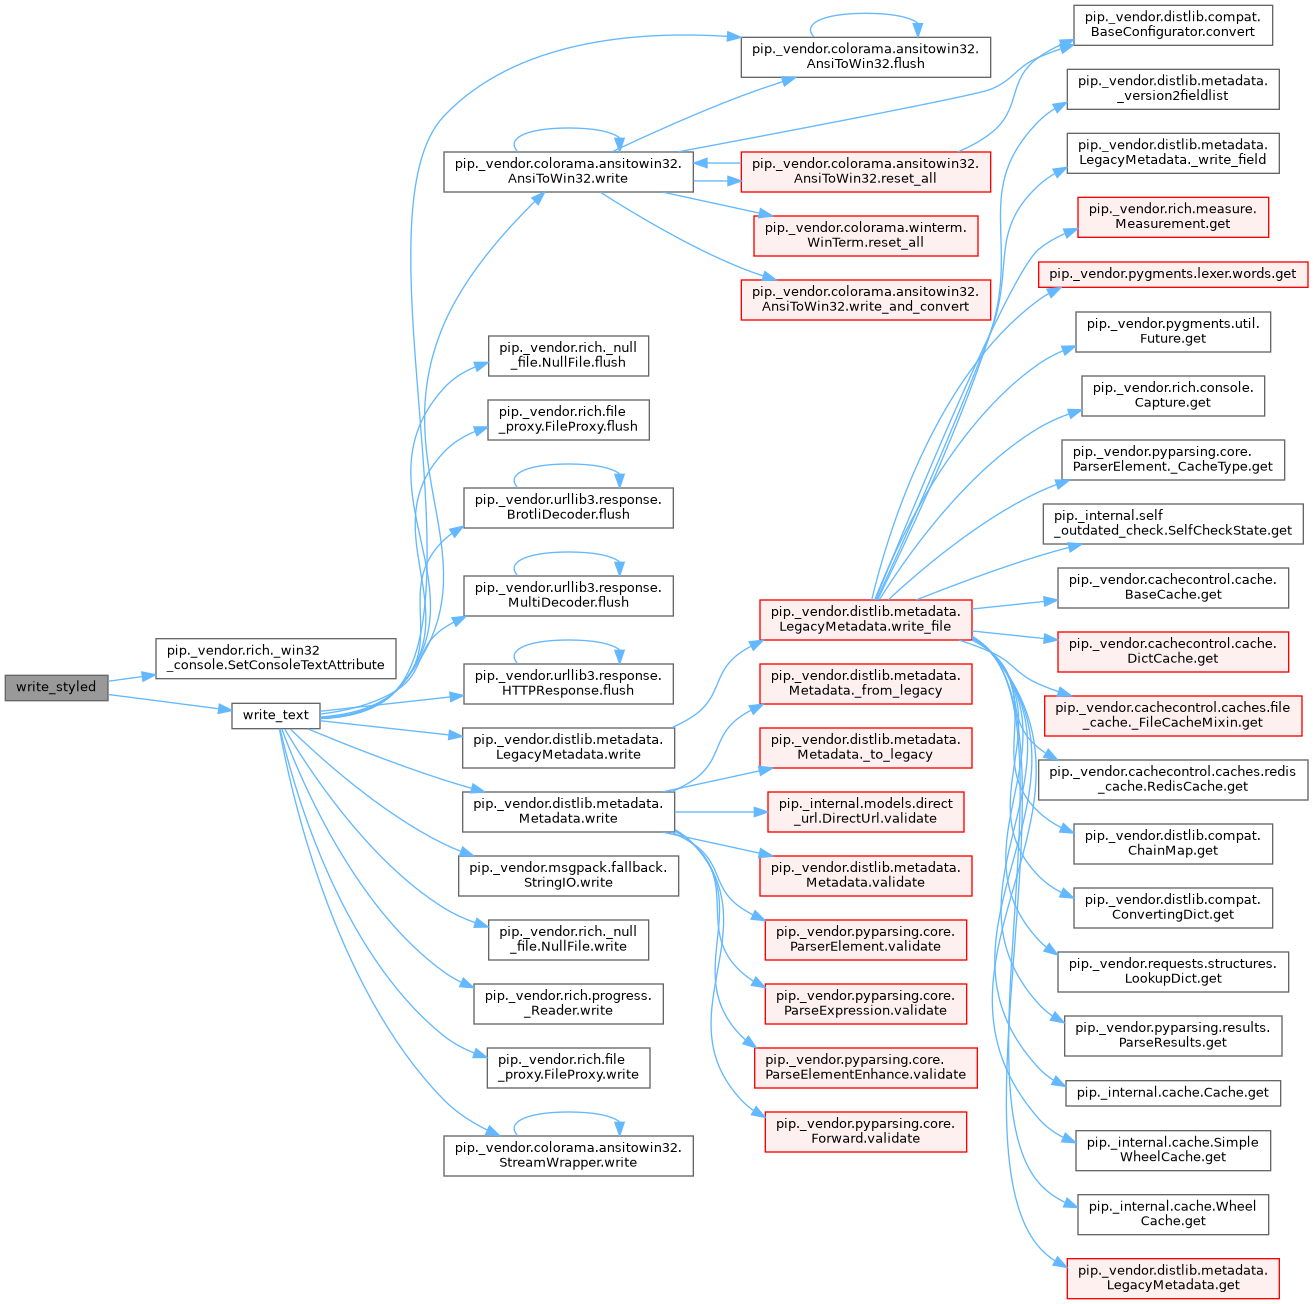 write_styled
pip._vendor.rich._win32
_console.SetConsoleTextAttribute
write_text
pip._vendor.colorama.ansitowin32.
AnsiToWin32.flush
pip._vendor.colorama.ansitowin32.
AnsiToWin32.write
pip._vendor.colorama.ansitowin32.
AnsiToWin32.reset_all
pip._vendor.colorama.winterm.
WinTerm.reset_all
pip._vendor.colorama.ansitowin32.
AnsiToWin32.write_and_convert
pip._vendor.rich._null
_file.NullFile.flush
pip._vendor.rich.file
_proxy.FileProxy.flush
pip._vendor.urllib3.response.
BrotliDecoder.flush
pip._vendor.urllib3.response.
MultiDecoder.flush
pip._vendor.urllib3.response.
HTTPResponse.flush
pip._vendor.distlib.metadata.
LegacyMetadata.write
pip._vendor.distlib.metadata.
Metadata.write
pip._vendor.msgpack.fallback.
StringIO.write
pip._vendor.rich._null
_file.NullFile.write
pip._vendor.rich.progress.
_Reader.write
pip._vendor.rich.file
_proxy.FileProxy.write
pip._vendor.colorama.ansitowin32.
StreamWrapper.write
pip._vendor.distlib.metadata.
LegacyMetadata.write_file
pip._vendor.distlib.metadata.
Metadata._from_legacy
pip._vendor.distlib.metadata.
Metadata._to_legacy
pip._internal.models.direct
_url.DirectUrl.validate
pip._vendor.distlib.metadata.
Metadata.validate
pip._vendor.pyparsing.core.
ParserElement.validate
pip._vendor.pyparsing.core.
ParseExpression.validate
pip._vendor.pyparsing.core.
ParseElementEnhance.validate
pip._vendor.pyparsing.core.
Forward.validate
pip._vendor.distlib.compat.
BaseConfigurator.convert
pip._vendor.distlib.metadata.
_version2fieldlist
pip._vendor.distlib.metadata.
LegacyMetadata._write_field
pip._vendor.rich.measure.
Measurement.get
pip._vendor.pygments.lexer.words.get
pip._vendor.pygments.util.
Future.get
pip._vendor.rich.console.
Capture.get
pip._vendor.pyparsing.core.
ParserElement._CacheType.get
pip._internal.self
_outdated_check.SelfCheckState.get
pip._vendor.cachecontrol.cache.
BaseCache.get
pip._vendor.cachecontrol.cache.
DictCache.get
pip._vendor.cachecontrol.caches.file
_cache._FileCacheMixin.get
pip._vendor.cachecontrol.caches.redis
_cache.RedisCache.get
pip._vendor.distlib.compat.
ChainMap.get
pip._vendor.distlib.compat.
ConvertingDict.get
pip._vendor.requests.structures.
LookupDict.get
pip._vendor.pyparsing.results.
ParseResults.get
pip._internal.cache.Cache.get
pip._internal.cache.Simple
WheelCache.get
pip._internal.cache.Wheel
Cache.get
pip._vendor.distlib.metadata.
LegacyMetadata.get